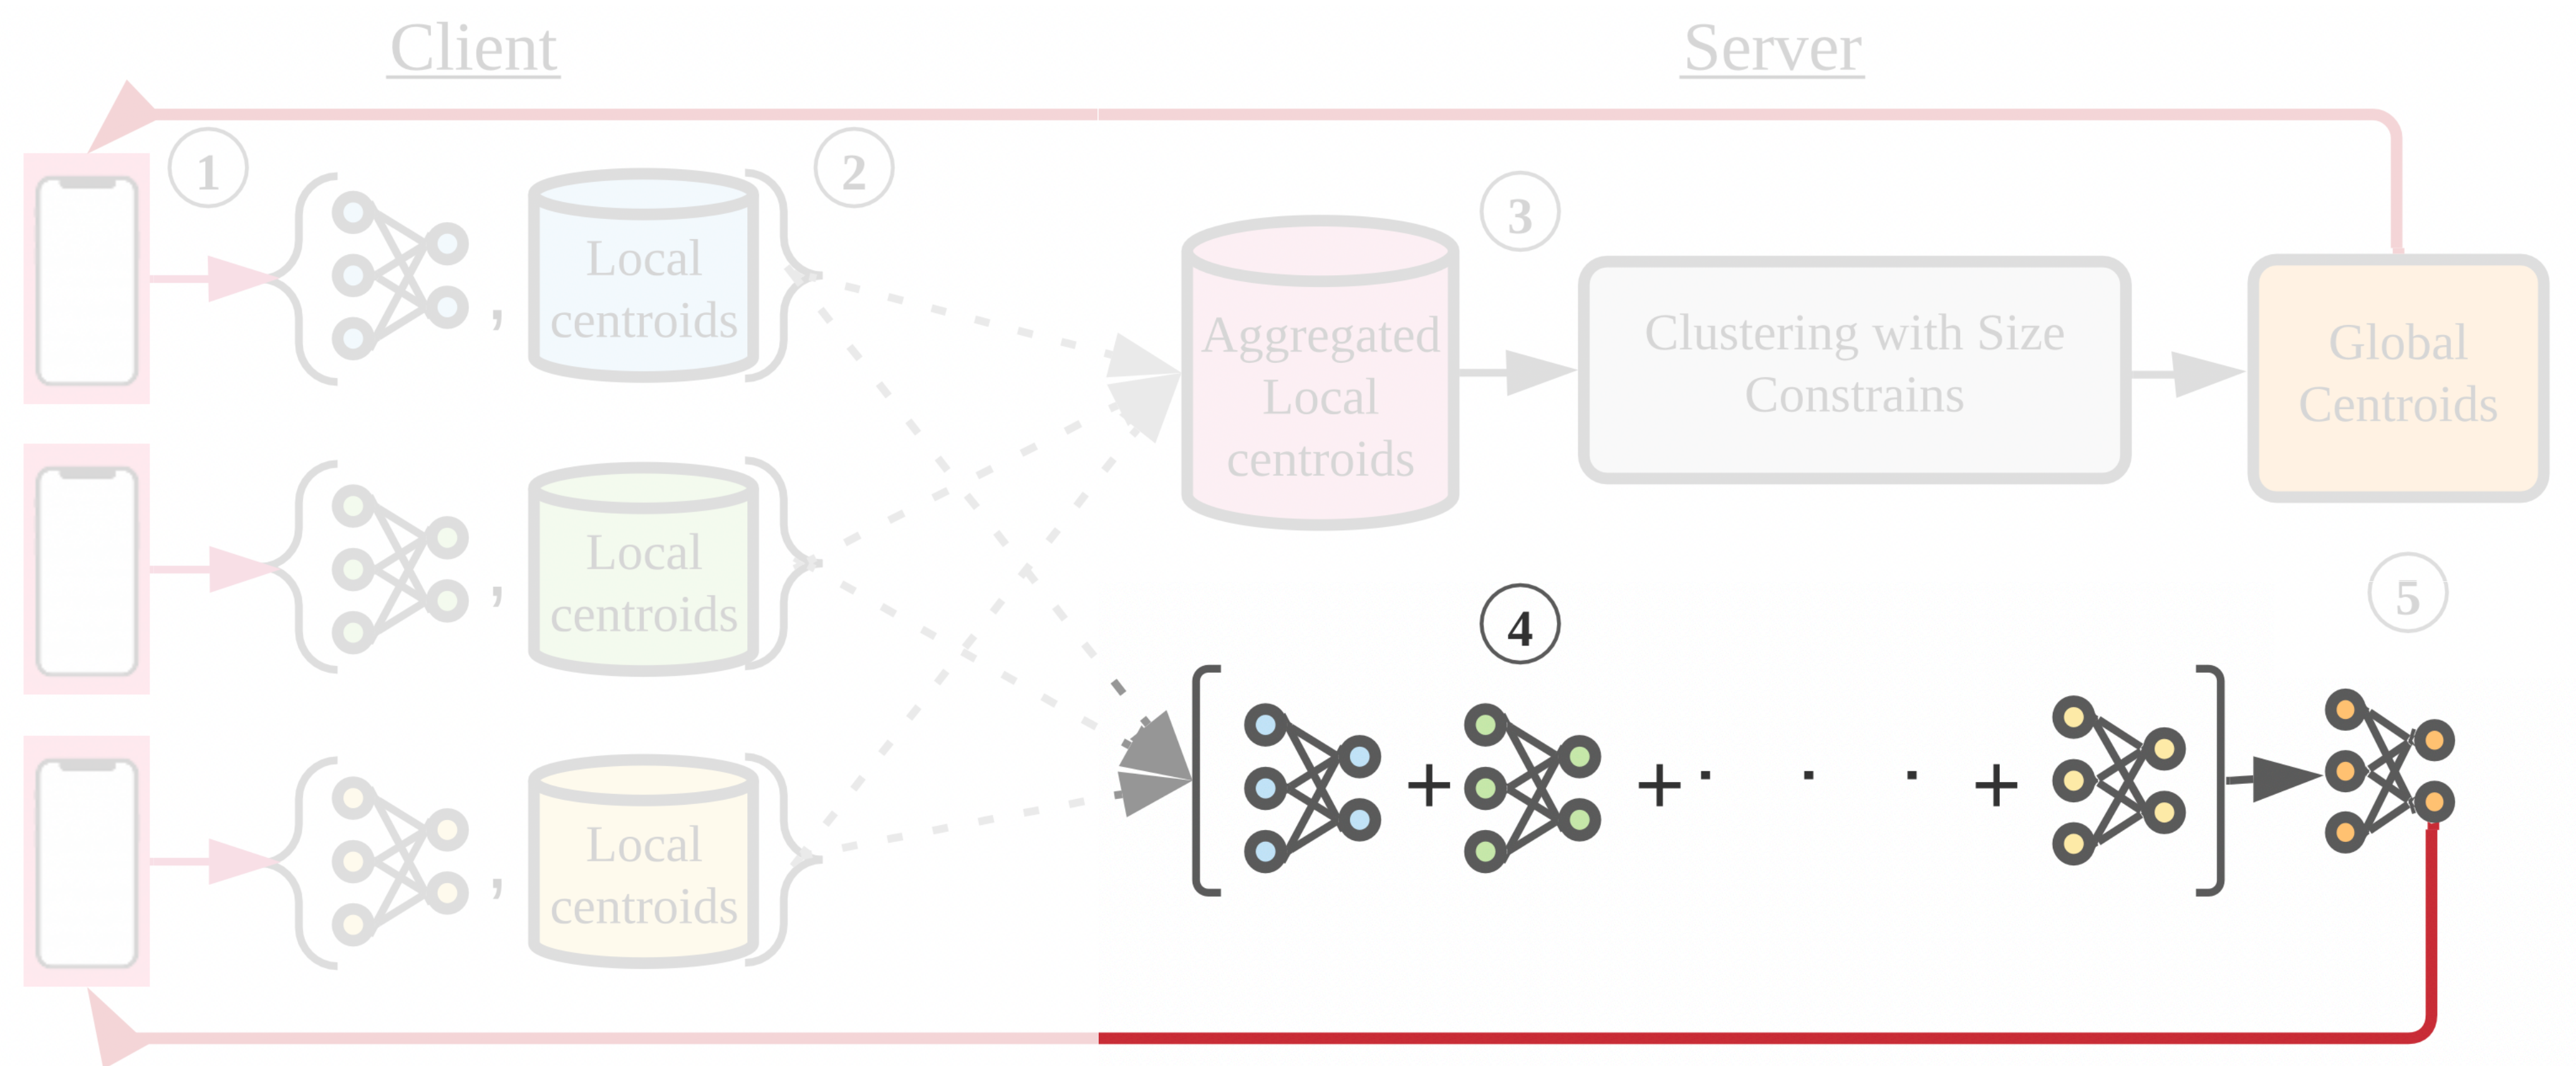 Client
Server
1
2
3
Local
centroids
,
Aggregated
Local
centroids
Clustering with Size
Constrains
Global
Centroids
Local
centroids
,
4
5
Local
centroids
,
+
+ . . . +